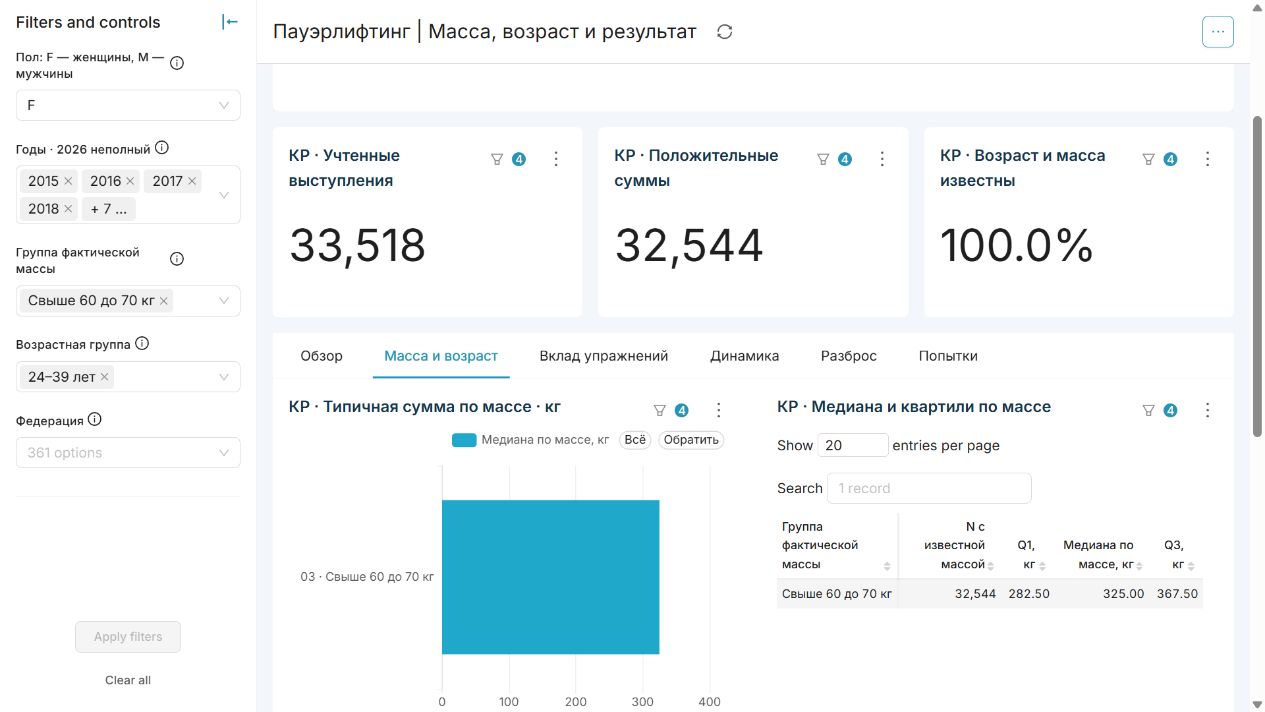 Filters and controls
Пол: F — женщины, M —
мужчины
F
Годы · 2026 неполный
2015 × 2016 × 2017 ×
2018 × + 7 ...
Группа фактической
массы
Свыше 60 до 70 кг ×
Возрастная группа
24–39 лет ×
Федерация
361 options
Apply filters
Clear all
Пауэрлифтинг | Масса, возраст и результат
КР · Учтенные
выступления
4
33,518
КР · Положительные
суммы
4
32,544
КР · Возраст и масса
известны
4
100.0%
Обзор Масса и возраст Вклад упражнений Динамика Разброс Попытки
КР · Типичная сумма по массе · кг
4
Медиана по массе, кг Всё Обратить
03 · Свыше 60 до 70 кг
0 100 200 300 400
КР · Медиана и квартили по массе
4
Show 20 entries per page
Search 1 record
Группа
фактической
массы
N с
известной
массой
Q1,
кг
Медиана по
массе, кг
Q3,
кг
Свыше 60 до 70 кг 32,544 282.50 325.00 367.50